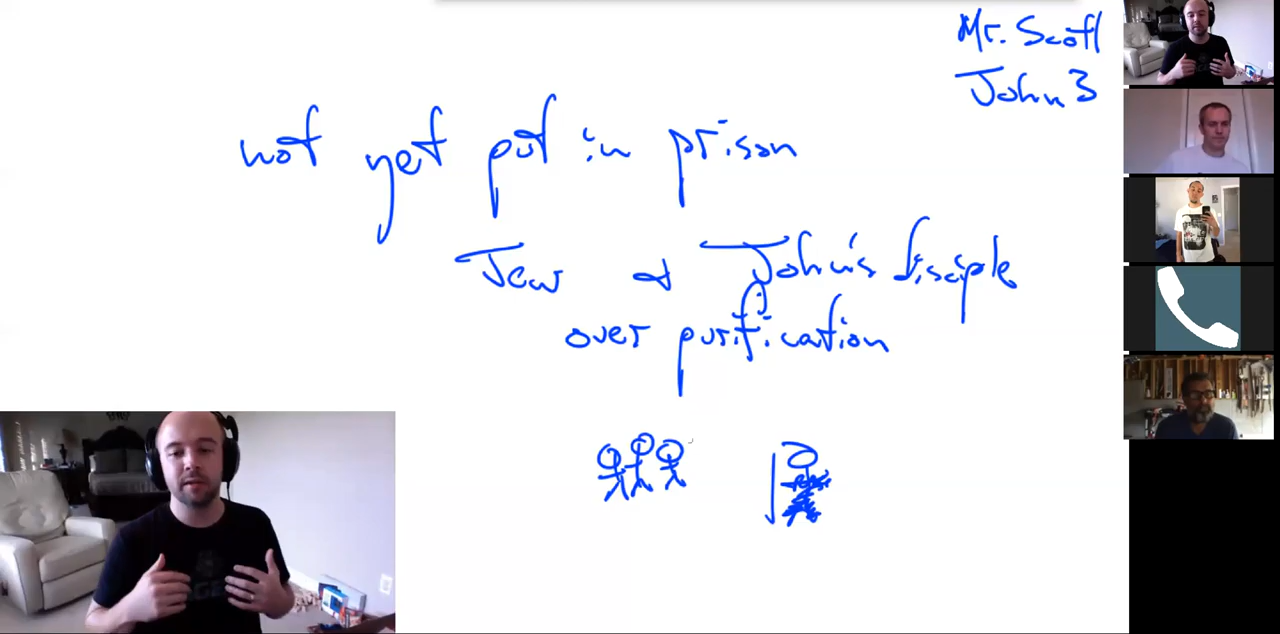 Mr. Scott
John 3
not yet put in prison
Jew & John's disciple
over purification